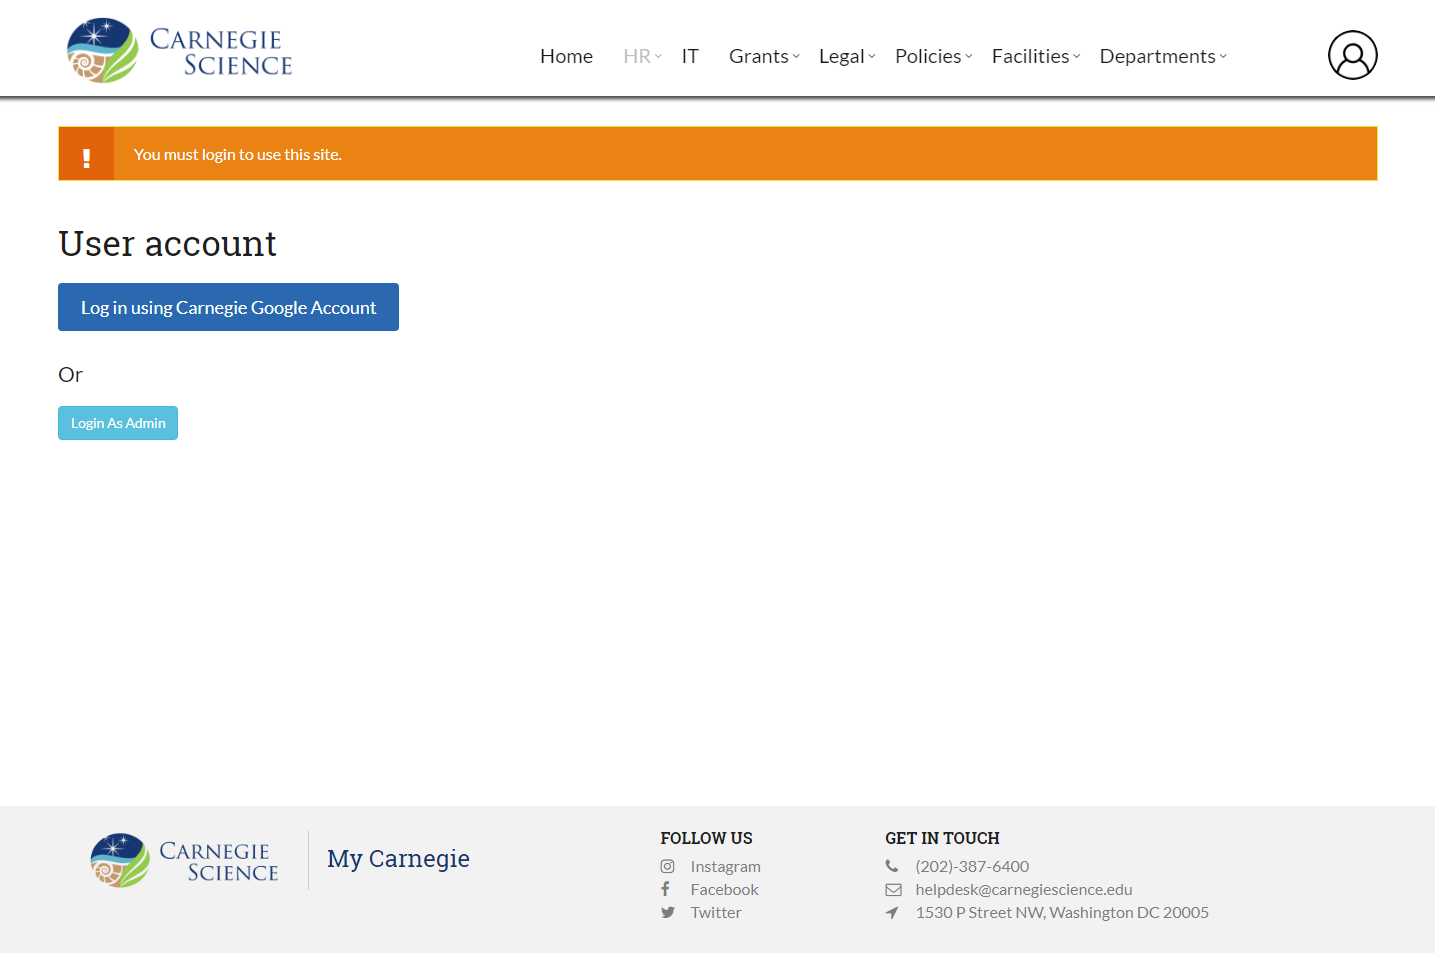 CARNEGIE
SCIENCE
Home HR IT Grants Legal Policies Facilities Departments
! You must login to use this site.
User account
Log in using Carnegie Google Account
Or
Login As Admin
CARNEGIE
SCIENCE
My Carnegie
FOLLOW US
Instagram
Facebook
Twitter
GET IN TOUCH
(202)-387-6400
helpdesk@carnegiescience.edu
1530 P Street NW, Washington DC 20005